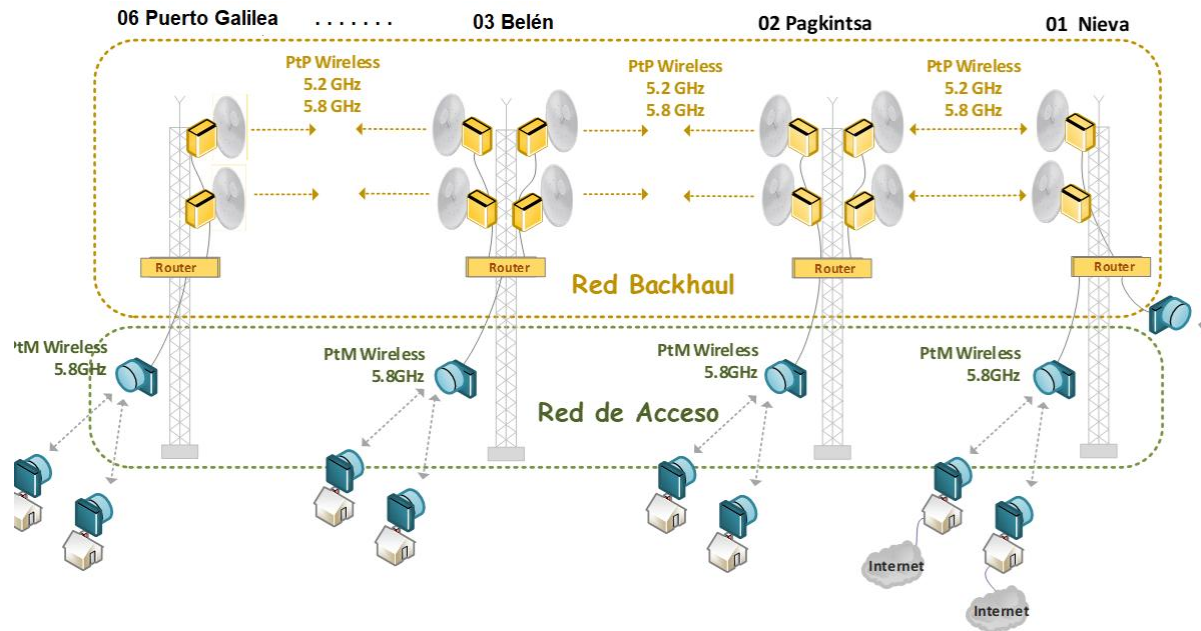 06 Puerto Galilea
. . . . . . .
03 Belén
02 Pagkintsa
01 Nieva
PtP Wireless
5.2 GHz
5.8 GHz
PtP Wireless
5.2 GHz
5.8 GHz
PtP Wireless
5.2 GHz
5.8 GHz
Router
Router
Router
Router
Red Backhaul
PtM Wireless
5.8GHz
PtM Wireless
5.8GHz
PtM Wireless
5.8GHz
PtM Wireless
5.8GHz
Red de Acceso
Internet
Internet